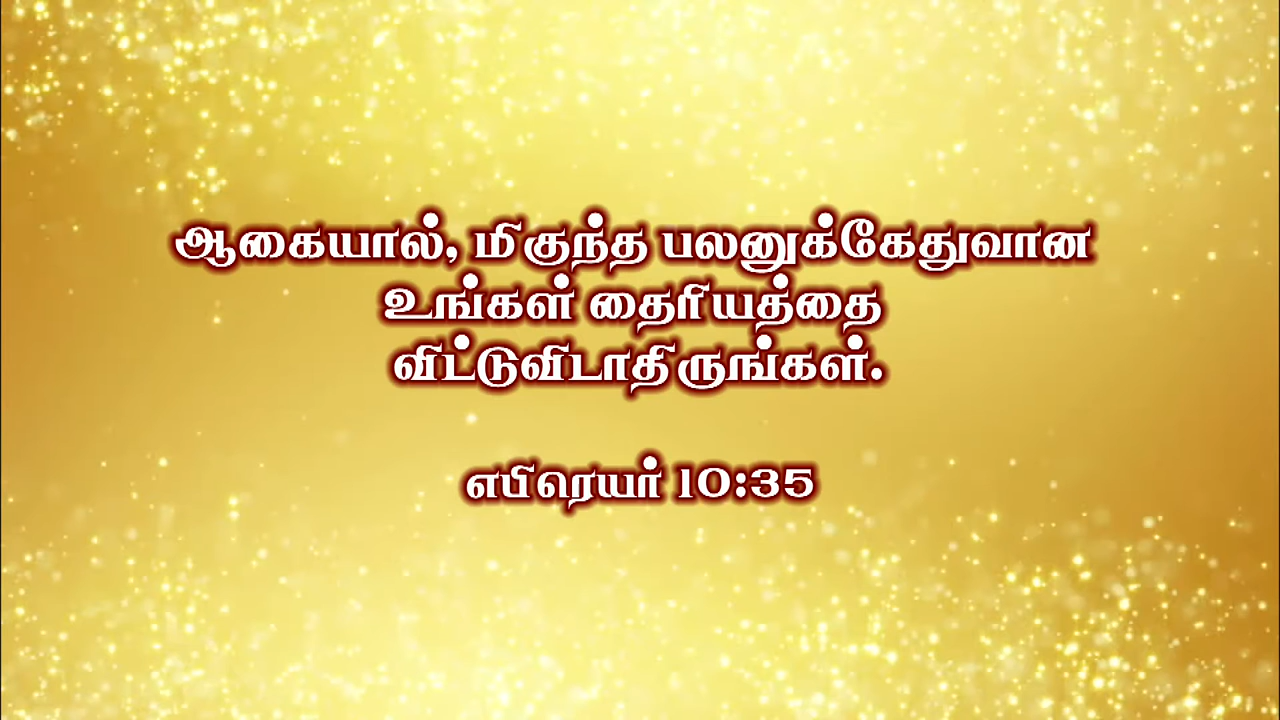 ஆகையால், மிகுந்த பலனுக்கேதுவான
உங்கள் தைரியத்தை
விட்டுவிடாதிருங்கள்.
எபிரெயர் 10:35